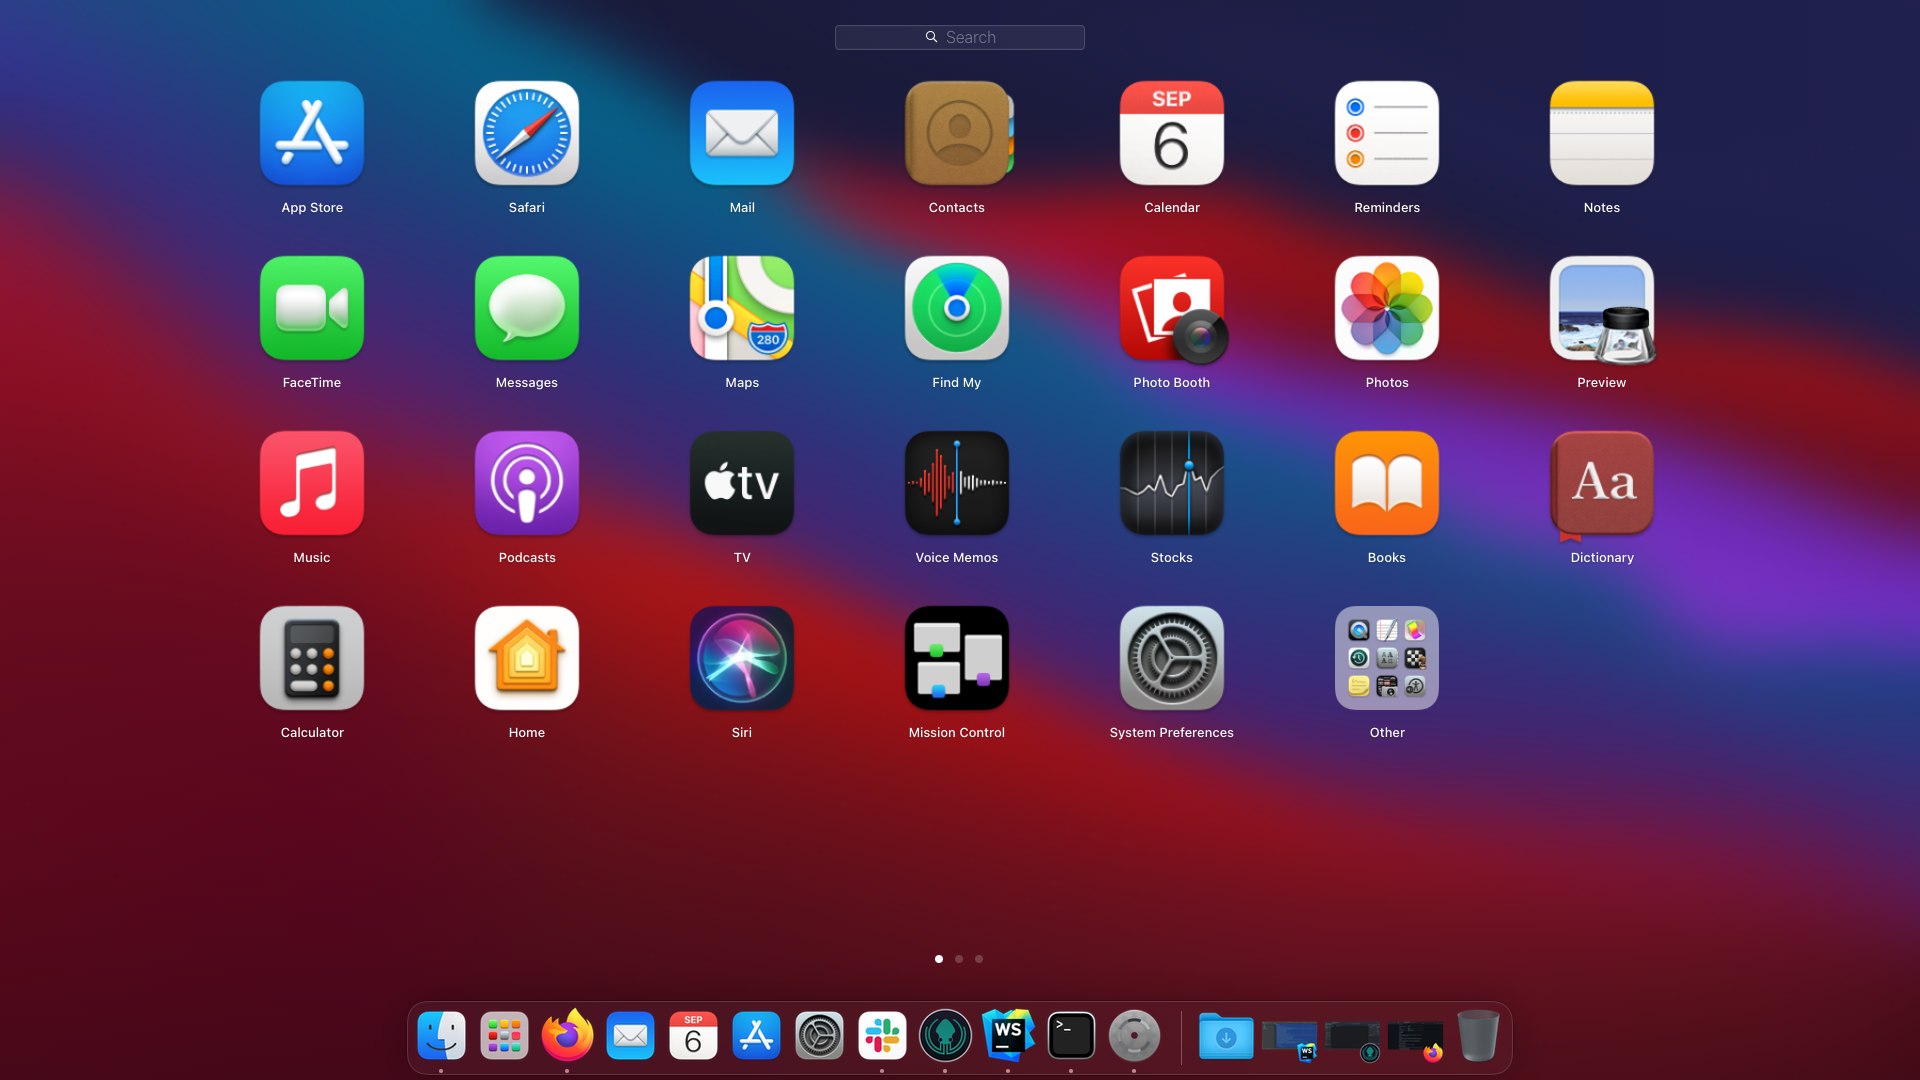 Search
SEP
6
App Store
Safari
Mail
Contacts
Calendar
Reminders
Notes
280
FaceTime
Messages
Maps
Find My
Photo Booth
Photos
Preview
tv
Aa
Music
Podcasts
TV
Voice Memos
Stocks
Books
Dictionary
Calculator
Home
Siri
Mission Control
System Preferences
Other
SEP
6
WS
>_
WS